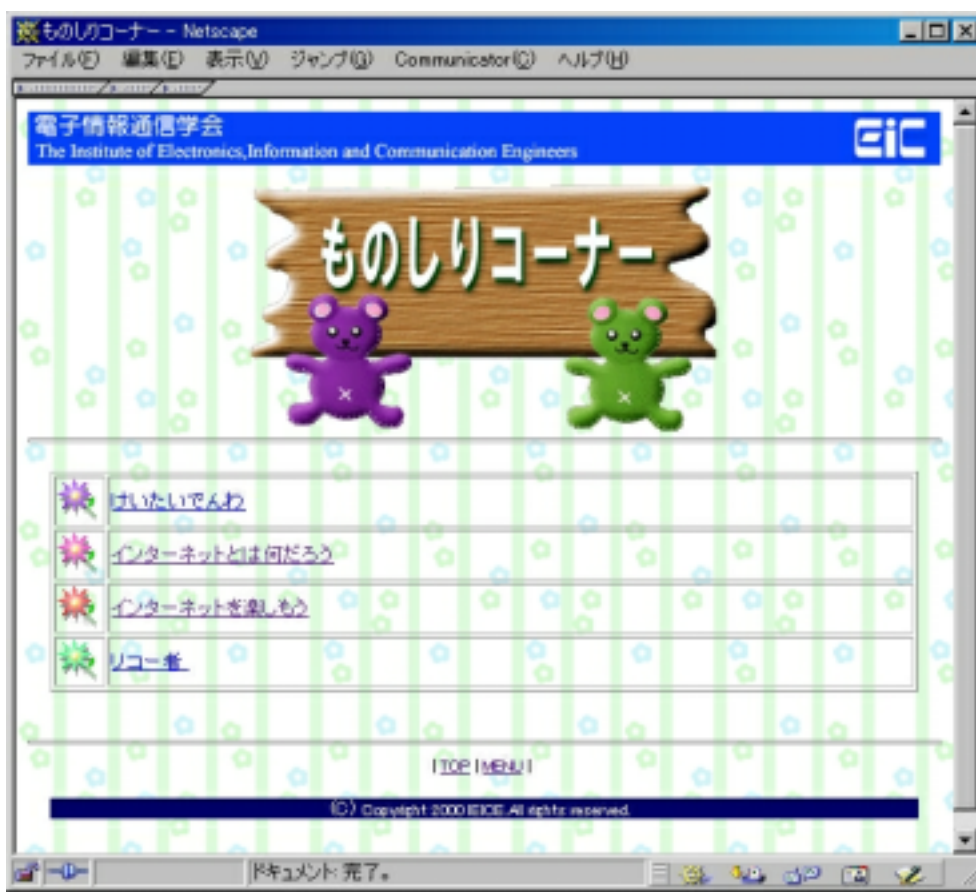 ものしりコーナー - - Netscape
ファイル(F) 編集(E) 表示(V) ジャンプ(G) Communicator(C) ヘルプ(H)
電子情報通信学会
The Institute of Electronics,Information and Communication Engineers
EiC
ものしりコーナー
けいたいでんわ
インターネットとは何だろう
インターネットを楽しもう
リコー
| TOP | MENU |
(C) Copyright 2000 IEICE.All rights reserved.
ドキュメント: 完了。